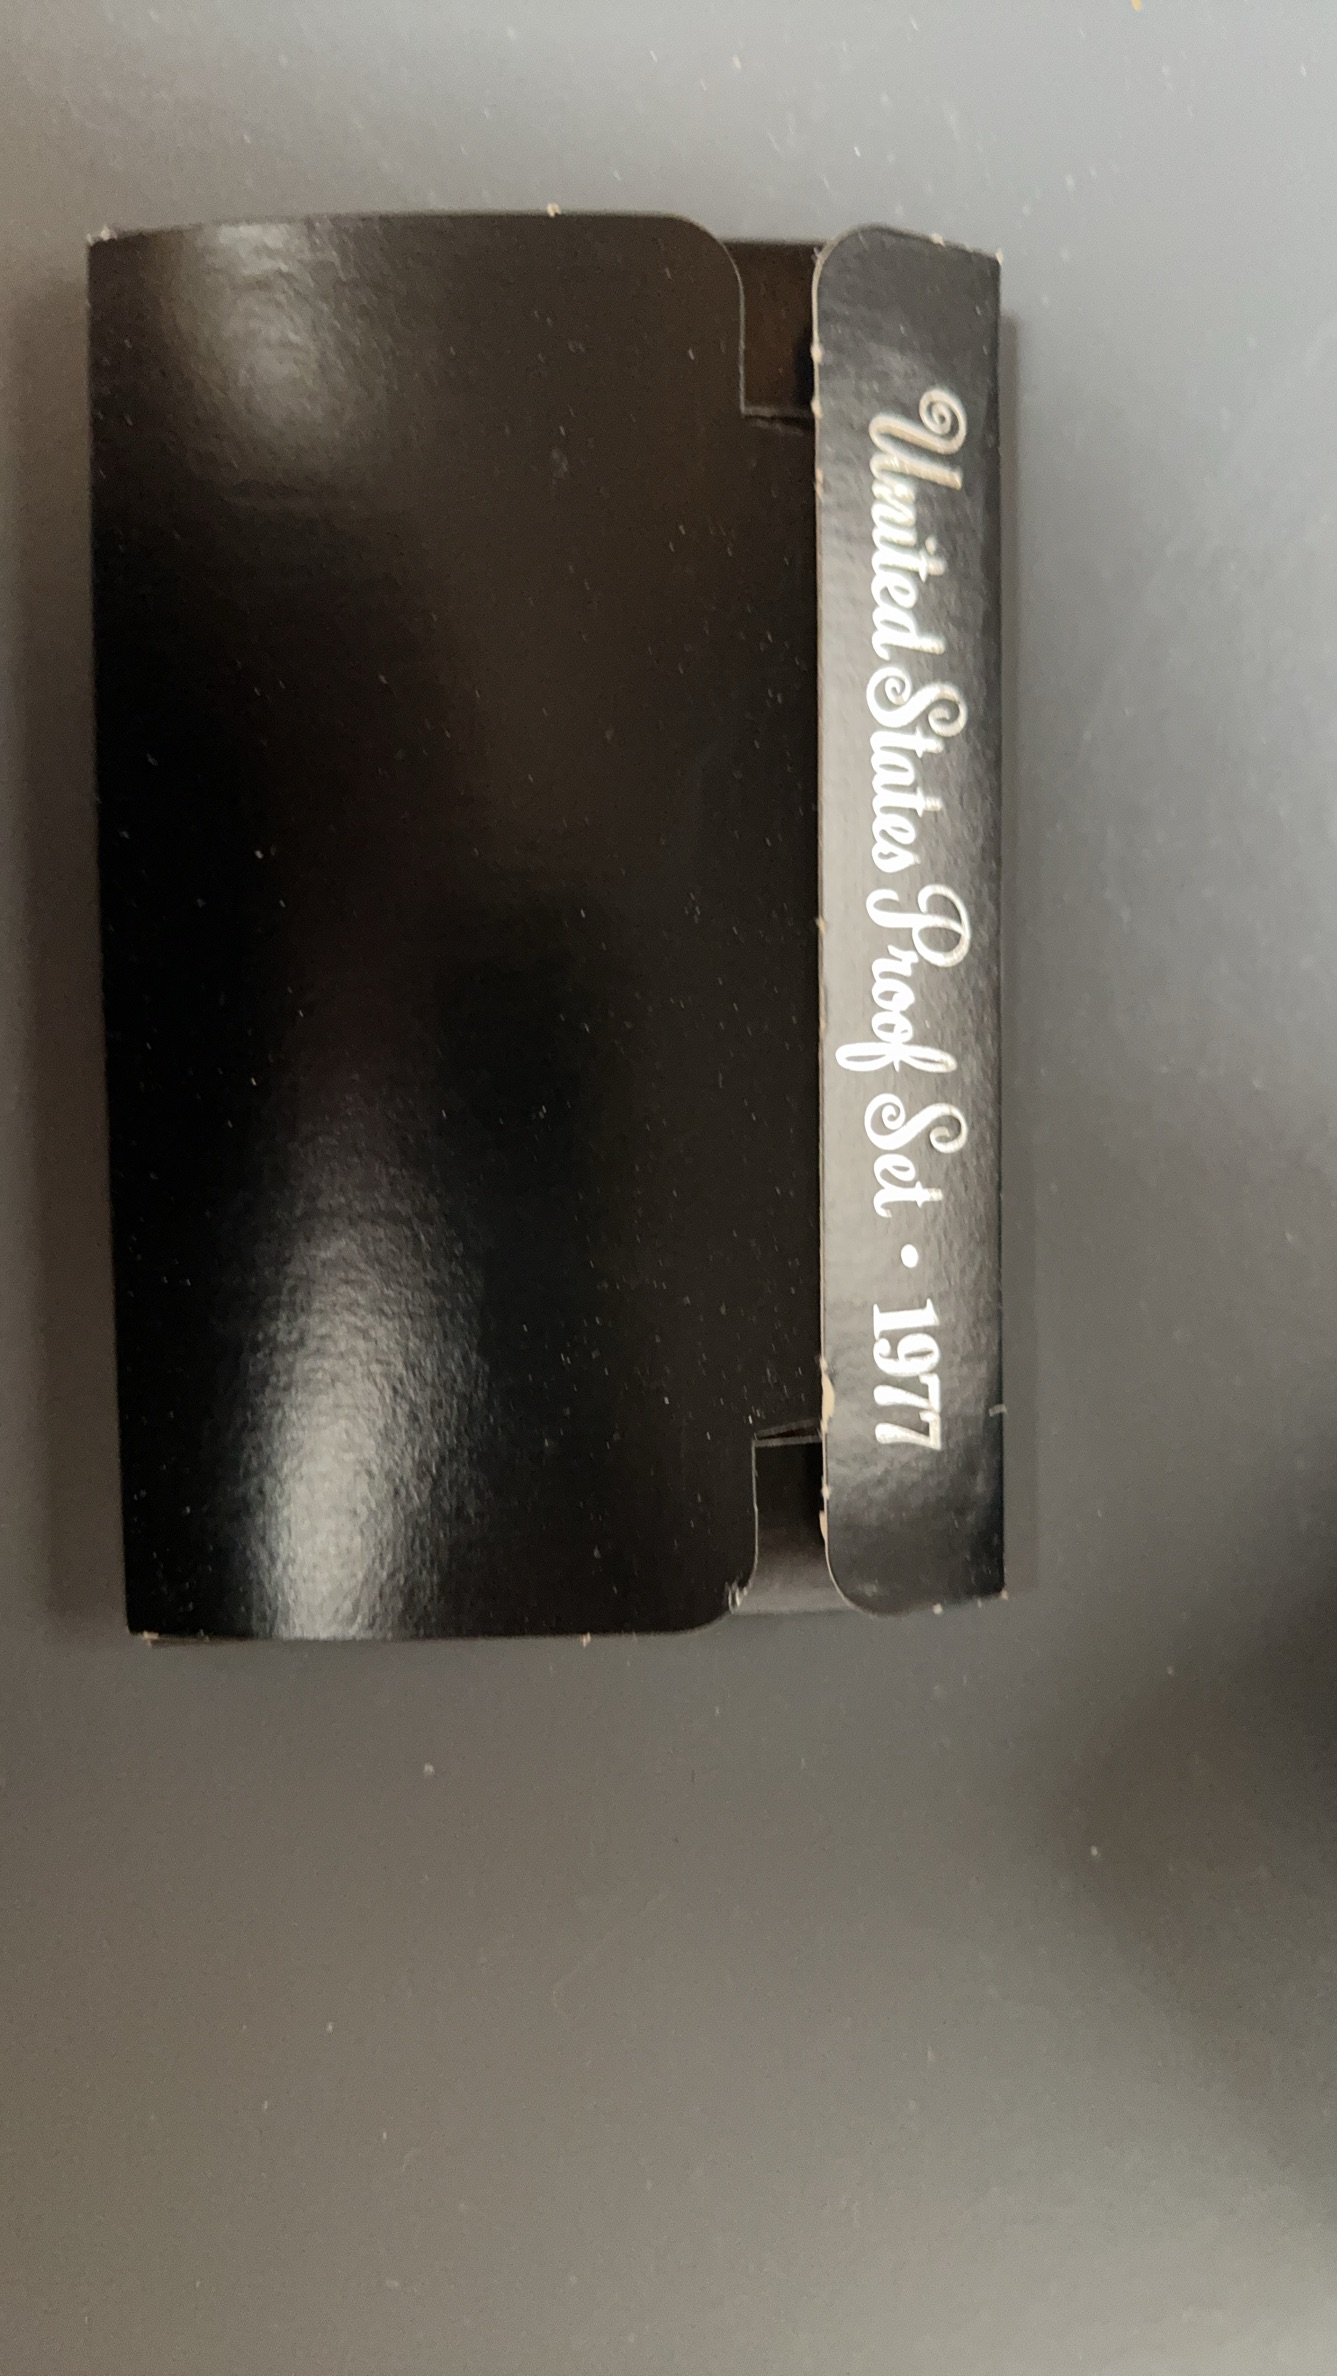 United States Proof Set • 1977